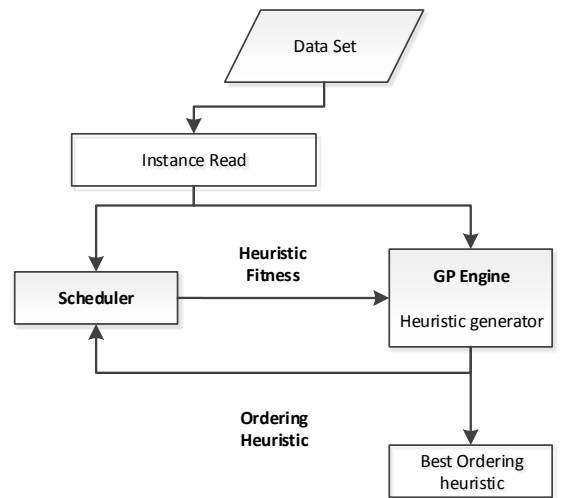 Data Set
Instance Read
Heuristic
Fitness
Scheduler
GP Engine
Heuristic generator
Ordering
Heuristic
Best Ordering
heuristic